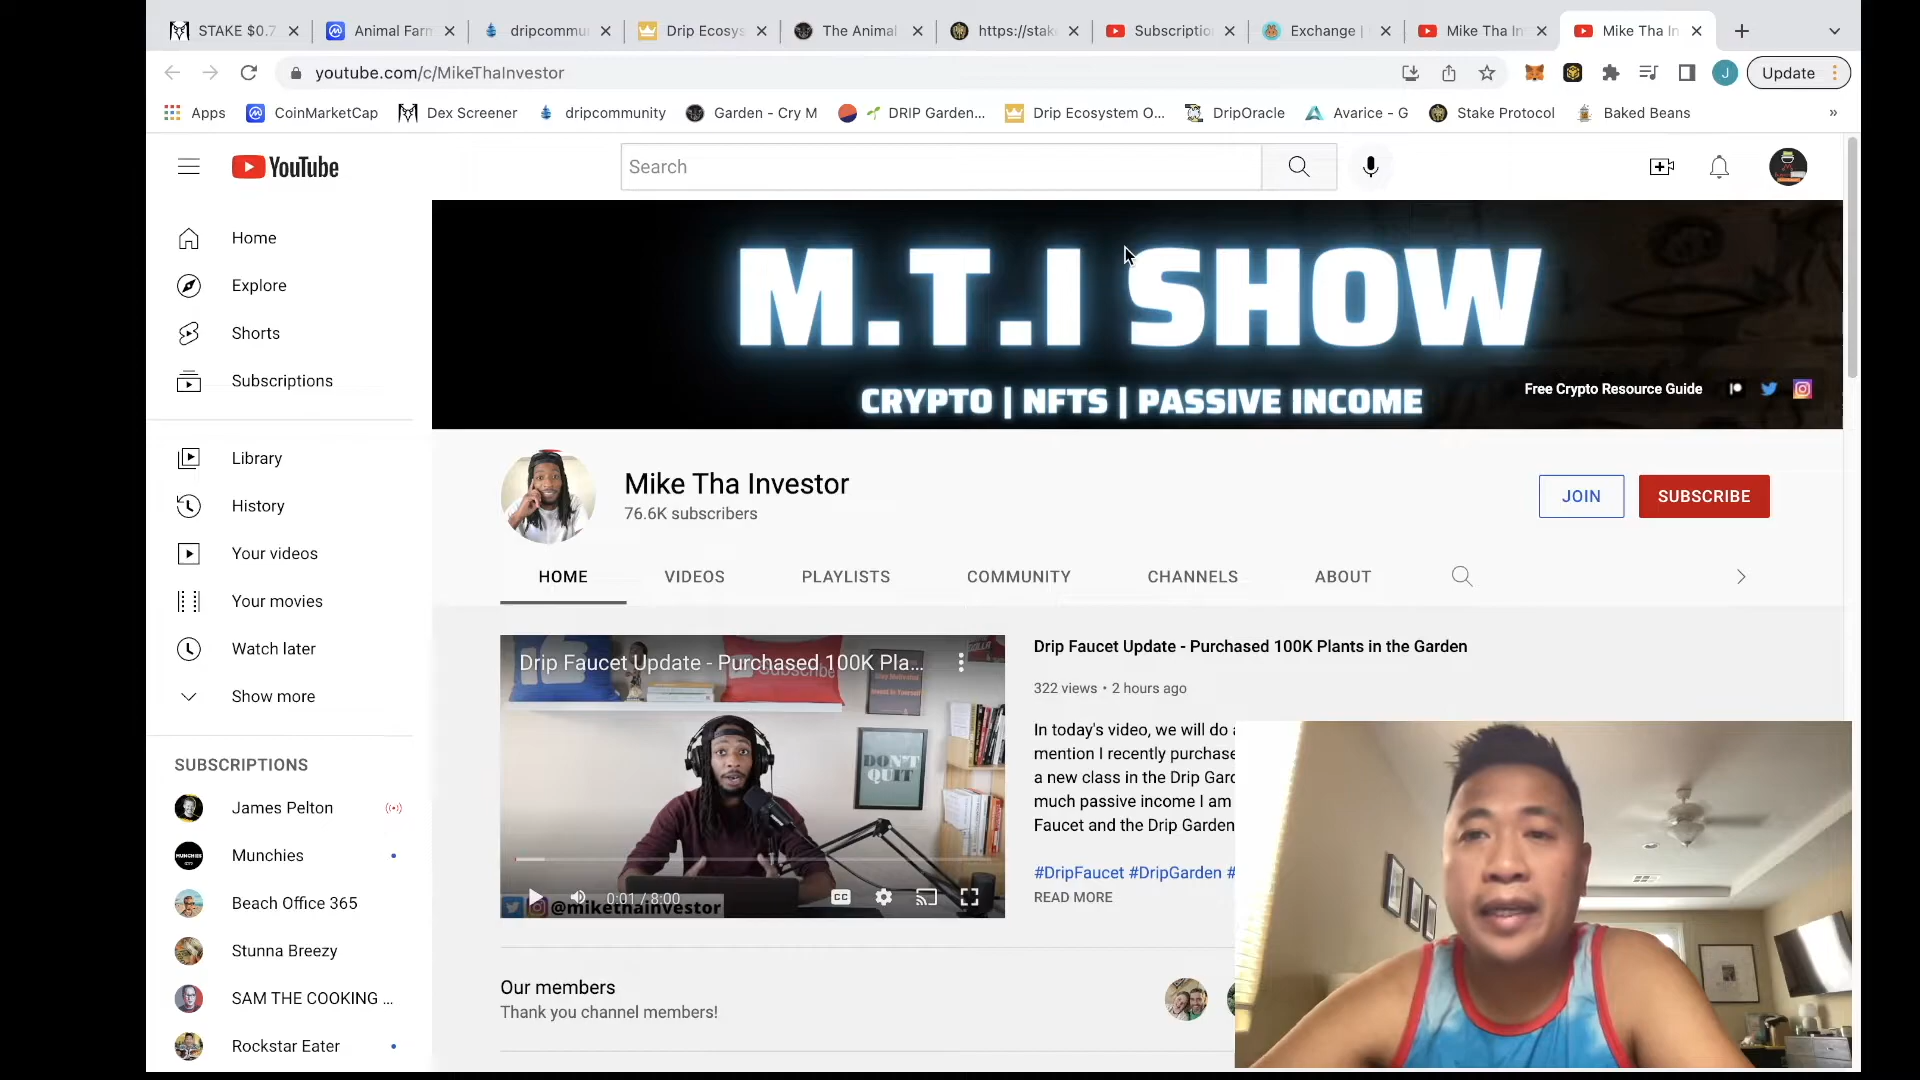 STAKE $0.7
Animal Farm
dripcommu
Drip Ecosys
The Animal
https://stak
Subscriptio
Exchange |
Mike Tha In
Mike Tha In
youtube.com/c/MikeThaInvestor
J
Update
Apps
CoinMarketCap
Dex Screener
dripcommunity
Garden - Cry M
DRIP Garden...
Drip Ecosystem O...
DripOracle
Avarice - G
Stake Protocol
Baked Beans
»
YouTube
Search
Home
Explore
Shorts
Subscriptions
Library
History
Your videos
Your movies
Watch later
Show more
SUBSCRIPTIONS
James Pelton
Munchies
Beach Office 365
Stunna Breezy
SAM THE COOKING ...
Rockstar Eater
M.T.I SHOW
CRYPTO | NFTS | PASSIVE INCOME
Free Crypto Resource Guide
Mike Tha Investor
76.6K subscribers
JOIN
SUBSCRIBE
HOME
VIDEOS
PLAYLISTS
COMMUNITY
CHANNELS
ABOUT
Drip Faucet Update - Purchased 100K Pla...
Subscribe
DON'T
QUIT
0:01 / 8:00
CC
@mikethainvestor
Drip Faucet Update - Purchased 100K Plants in the Garden
322 views • 2 hours ago
In today's video, we will do
mention I recently purchase
a new class in the Drip Gard
much passive income I am
Faucet and the Drip Garden
#DripFaucet #DripGarden #
READ MORE
Our members
Thank you channel members!